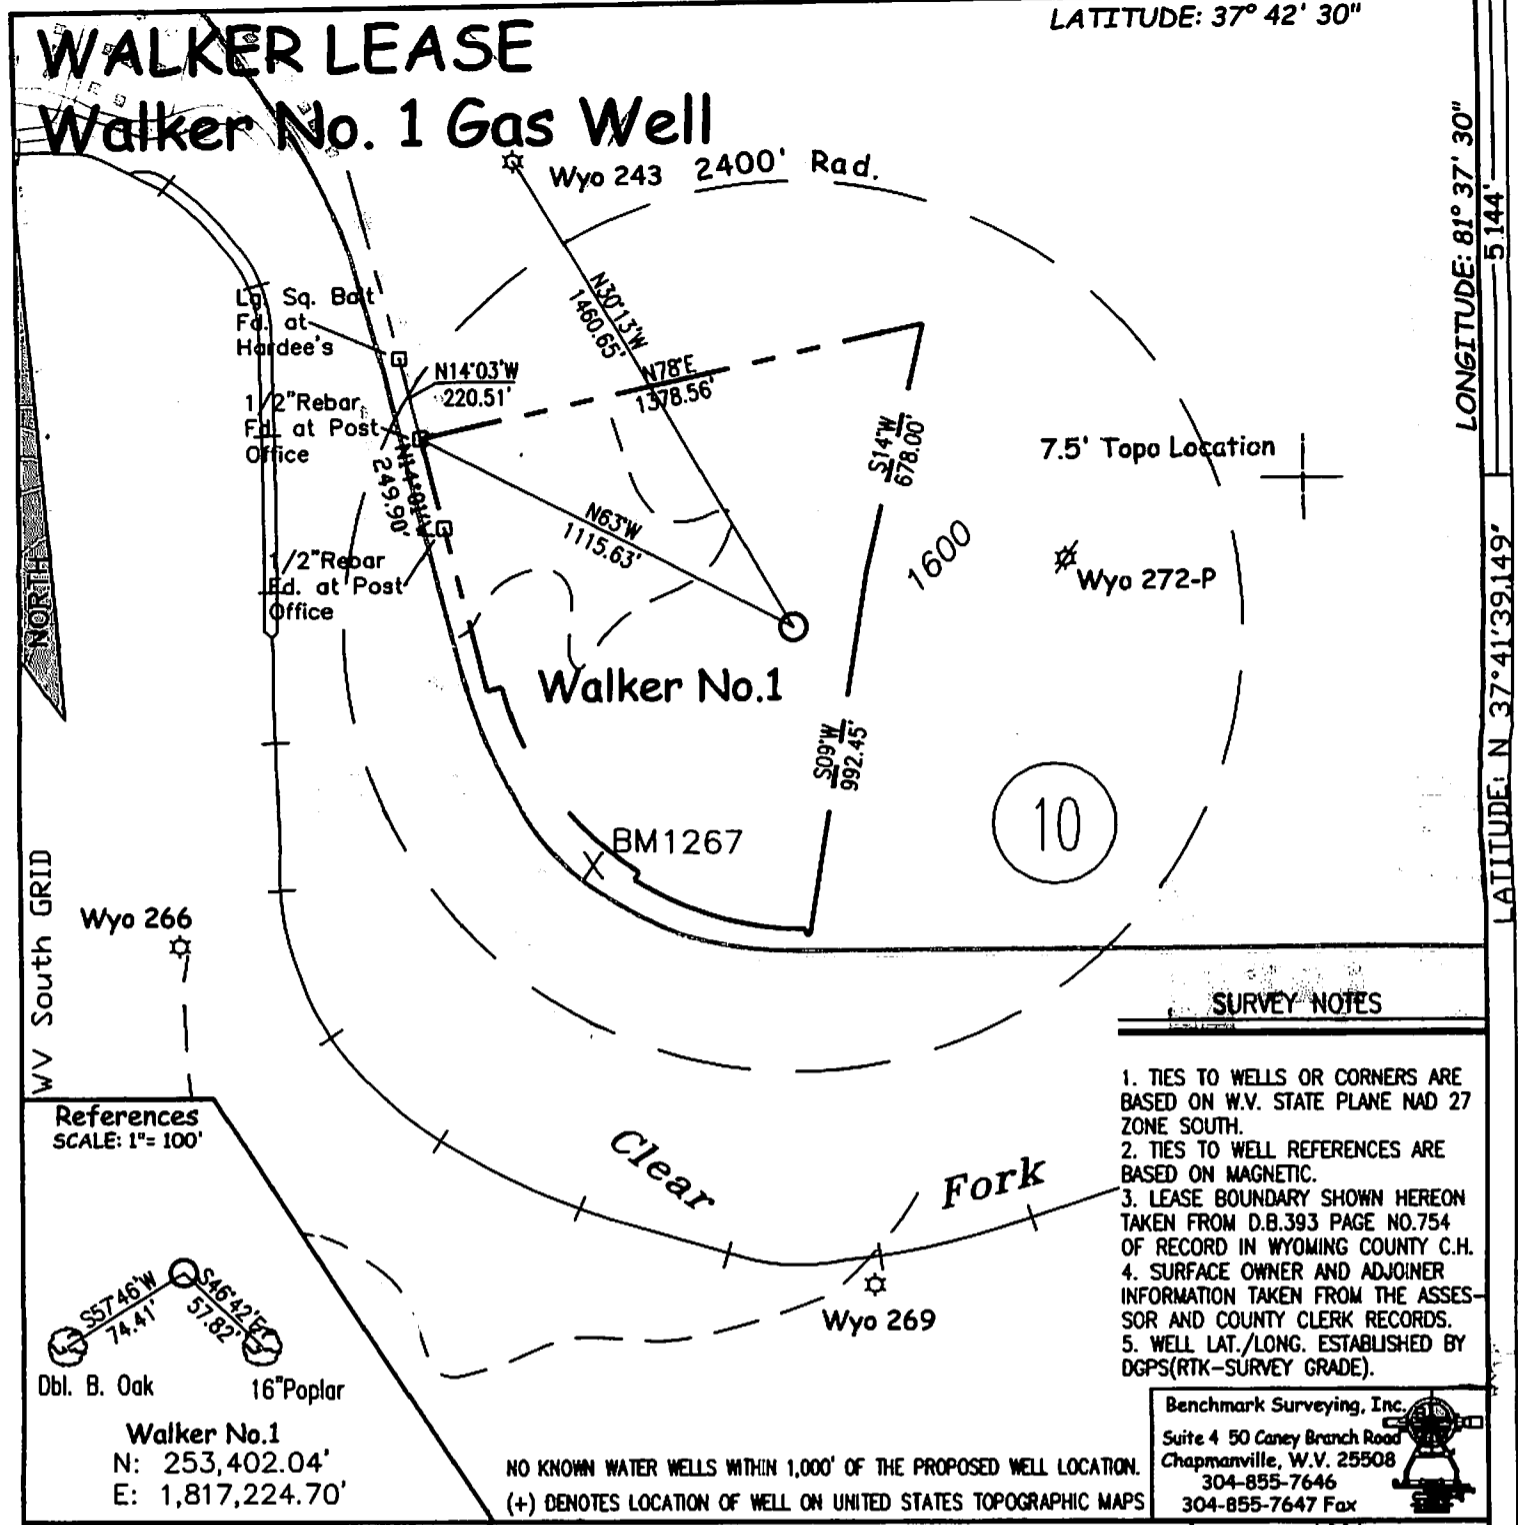 LATITUDE: 37° 42' 30"
WALKER LEASE
Walker No. 1 Gas Well
Wyo 243
2400' Rad.
LONGITUDE: 81° 37' 30"
5,144'
Lg. Sq. Bolt
Fd. at
Hardee's
N30°13'W
1460.65'
N14°03'W
220.51'
N78°E
1378.56'
1/2"Rebar
Fd. at Post
Office
N14°01'W
249.90'
S14°W
678.00'
7.5' Topo Location
N63°W
1115.63'
1600
Wyo 272-P
1/2"Rebar
Fd. at Post
Office
NORTH
LATITUDE: N 37°41'39.149"
Walker No.1
S09°W
992.45'
10
BM1267
WV South GRID
Wyo 266
SURVEY NOTES
1. TIES TO WELLS OR CORNERS ARE
BASED ON W.V. STATE PLANE NAD 27
ZONE SOUTH.
2. TIES TO WELL REFERENCES ARE
BASED ON MAGNETIC.
3. LEASE BOUNDARY SHOWN HEREON
TAKEN FROM D.B.393 PAGE NO.754
OF RECORD IN WYOMING COUNTY C.H.
4. SURFACE OWNER AND ADJOINER
INFORMATION TAKEN FROM THE ASSES-
SOR AND COUNTY CLERK RECORDS.
5. WELL LAT./LONG. ESTABLISHED BY
DGPS(RTK-SURVEY GRADE).
References
SCALE: 1"= 100'
Clear Fork
S57°46'W
74.41'
S46°42'E
57.82'
Wyo 269
Dbl. B. Oak
16"Poplar
Walker No.1
N: 253,402.04'
E: 1,817,224.70'
NO KNOWN WATER WELLS WITHIN 1,000' OF THE PROPOSED WELL LOCATION.
(+) DENOTES LOCATION OF WELL ON UNITED STATES TOPOGRAPHIC MAPS
Benchmark Surveying, Inc.
Suite 4 50 Caney Branch Road
Chapmanville, W.V. 25508
304-855-7646
304-855-7647 Fax